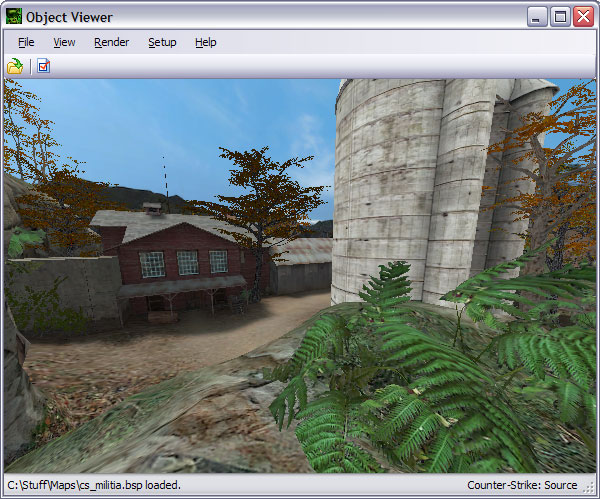 Object Viewer
File View Render Setup Help
C:\Stuff\Maps\cs_militia.bsp loaded. Counter-Strike: Source